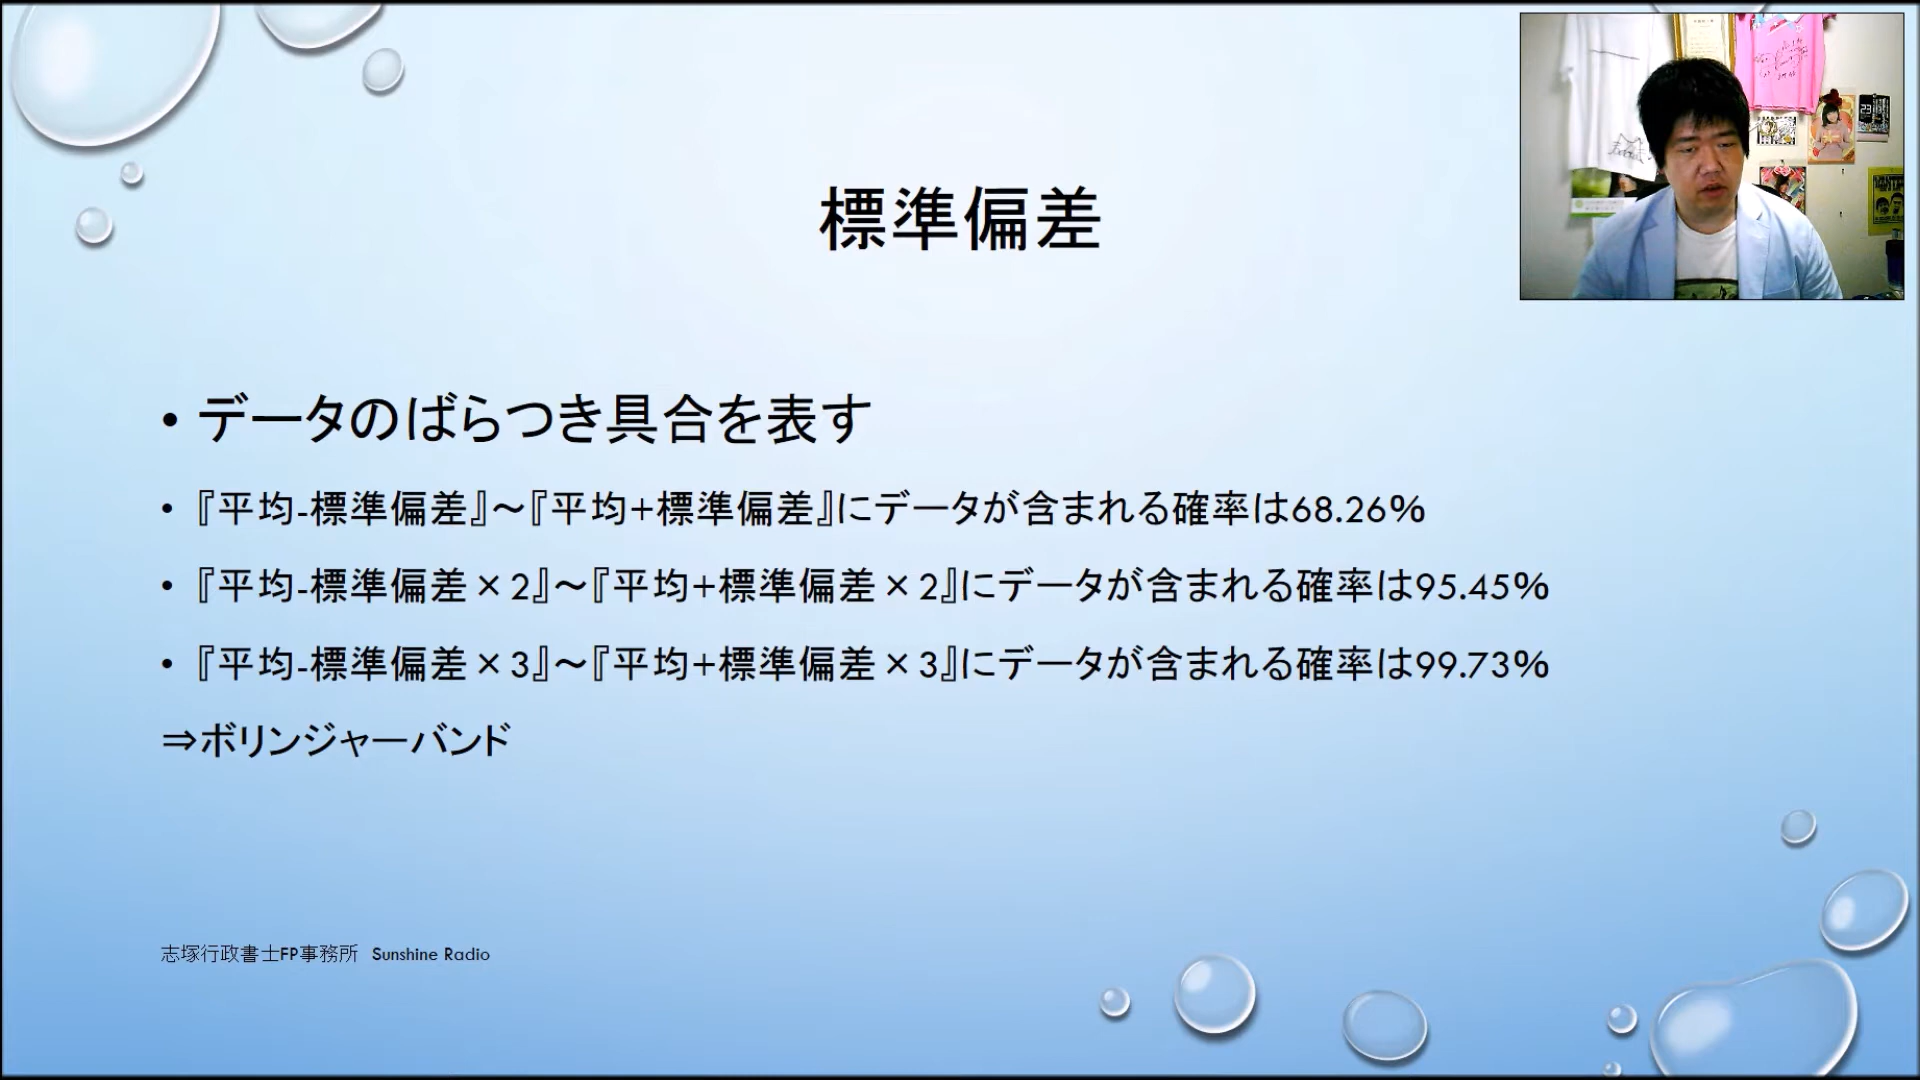 標準偏差
• データのばらつき具合を表す
• 『平均-標準偏差』～『平均+標準偏差』にデータが含まれる確率は68.26%
• 『平均-標準偏差×2』～『平均+標準偏差×2』にデータが含まれる確率は95.45%
• 『平均-標準偏差×3』～『平均+標準偏差×3』にデータが含まれる確率は99.73%
⇒ボリンジャーバンド
志塚行政書士FP事務所 Sunshine Radio
23